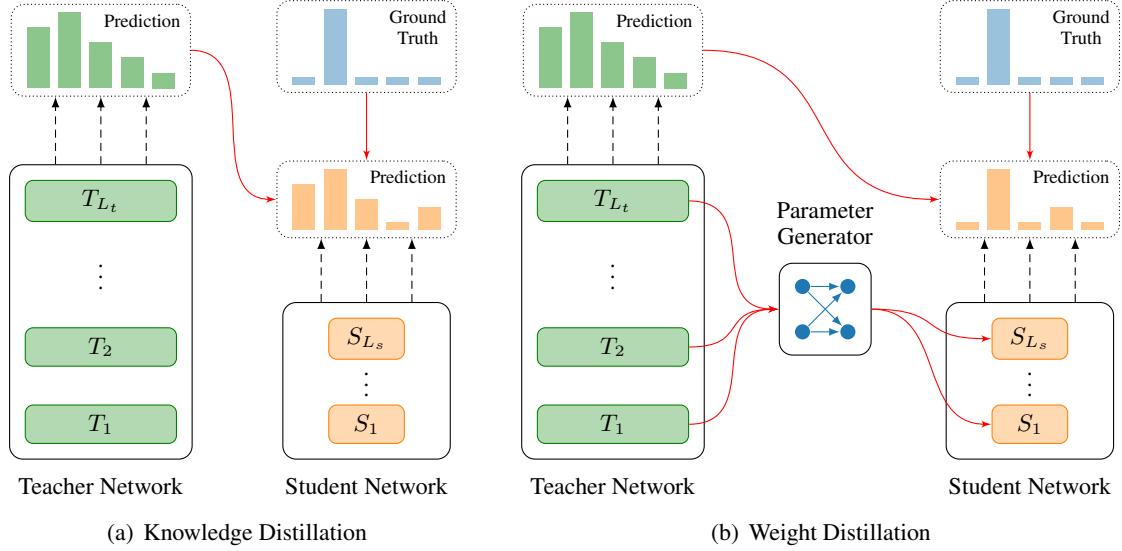 Prediction
Ground
Truth
Prediction
T_{L_t}
⋮
T_2
T_1
S_{L_s}
⋮
S_1
Teacher Network
Student Network
(a) Knowledge Distillation
Prediction
Ground
Truth
Prediction
T_{L_t}
⋮
T_2
T_1
Parameter
Generator
S_{L_s}
⋮
S_1
Teacher Network
Student Network
(b) Weight Distillation